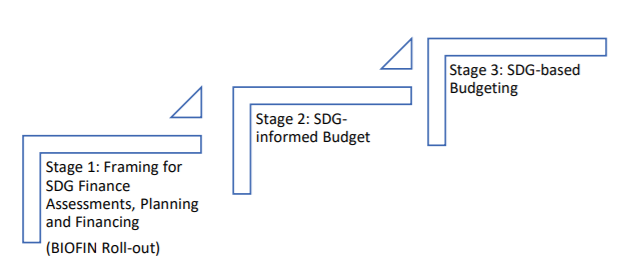 Stage 1: Framing for
SDG Finance
Assessments, Planning
and Financing
(BIOFIN Roll-out)
Stage 2: SDG-
informed Budget
Stage 3: SDG-based
Budgeting